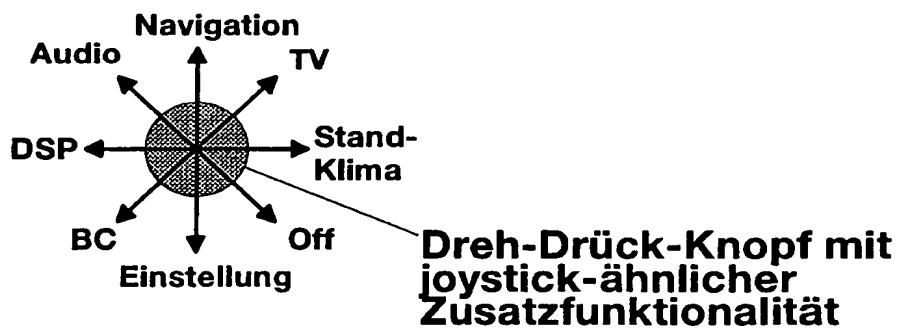 Navigation
Audio
TV
DSP
Stand-
Klima
BC
Off
Einstellung
Dreh-Drück-Knopf mit
joystick-ähnlicher
Zusatzfunktionalität